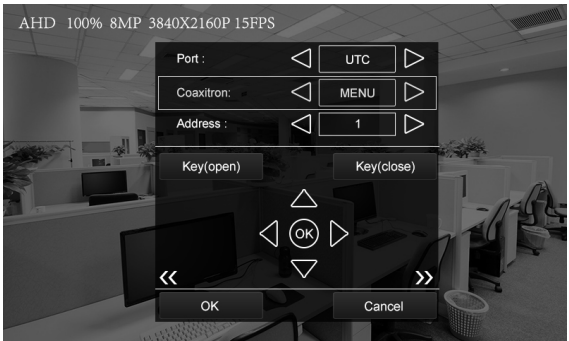 AHD 100% 8MP 3840X2160P 15FPS
Port : UTC
Coaxitron: MENU
Address : 1
Key(open) Key(close)
OK
OK Cancel